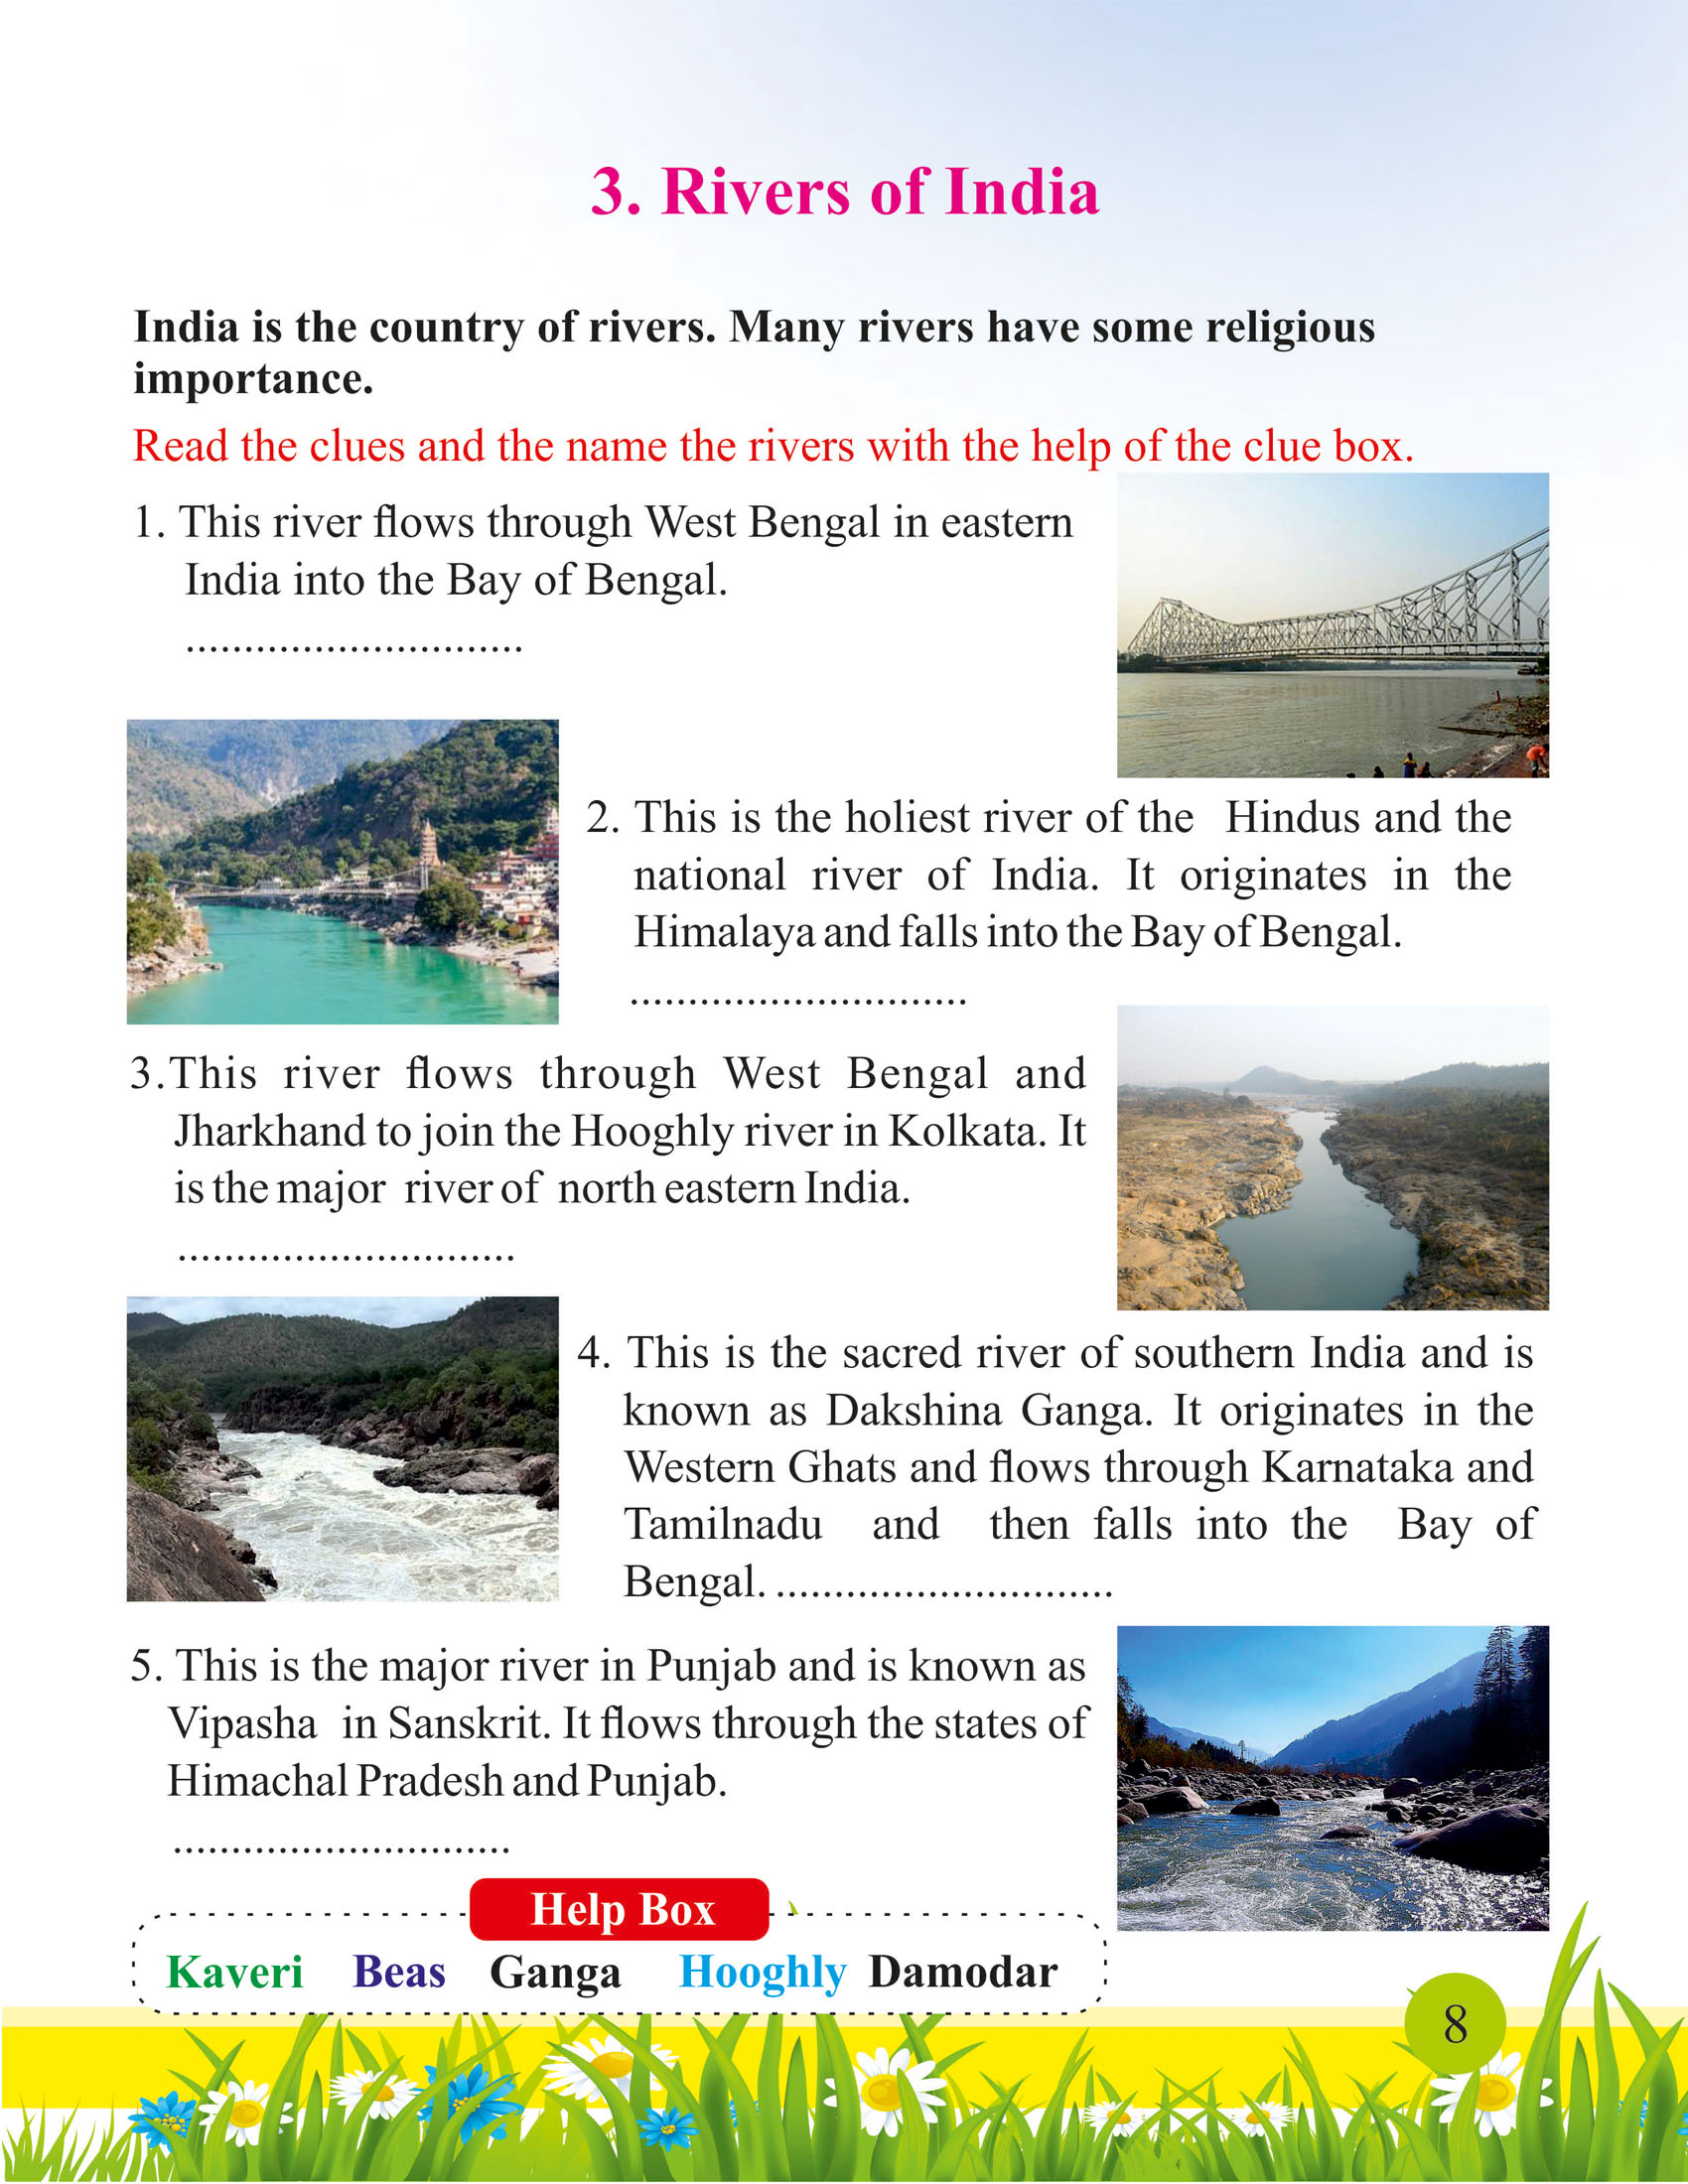 3. Rivers of India
India is the country of rivers. Many rivers have some religious
importance.
Read the clues and the name the rivers with the help of the clue box.
1. This river flows through West Bengal in eastern
India into the Bay of Bengal.
.............................
2. This is the holiest river of the Hindus and the
national river of India. It originates in the
Himalaya and falls into the Bay of Bengal.
.............................
3.This river flows through West Bengal and
Jharkhand to join the Hooghly river in Kolkata. It
is the major river of north eastern India.
.............................
4. This is the sacred river of southern India and is
known as Dakshina Ganga. It originates in the
Western Ghats and flows through Karnataka and
Tamilnadu and then falls into the Bay of
Bengal. .............................
5. This is the major river in Punjab and is known as
Vipasha in Sanskrit. It flows through the states of
Himachal Pradesh and Punjab.
.............................
Help Box
Kaveri Beas Ganga Hooghly Damodar
8